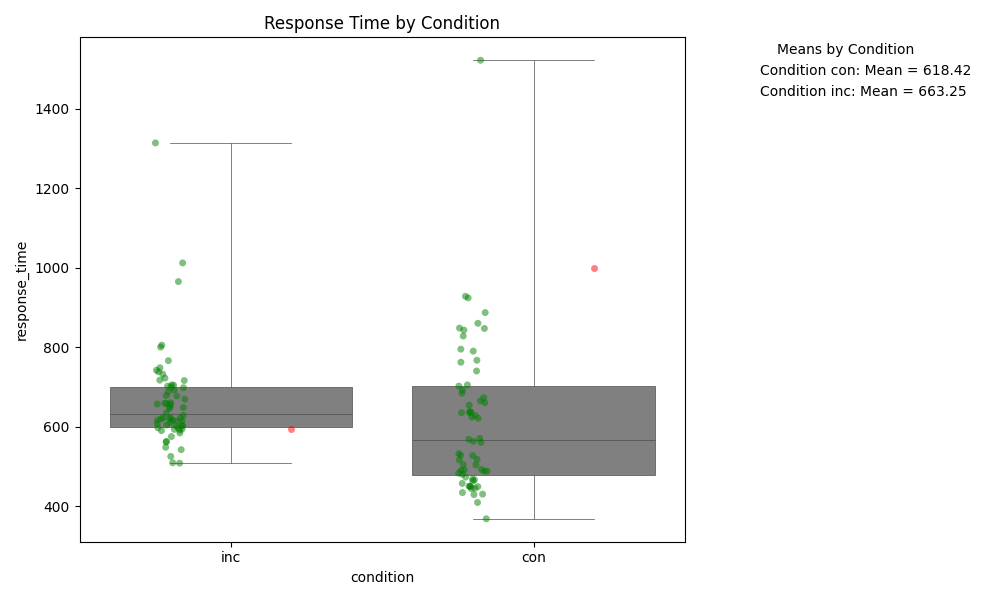 Response Time by Condition
Means by Condition
Condition con: Mean = 618.42
Condition inc: Mean = 663.25
response_time
1400
1200
1000
800
600
400
inc
con
condition